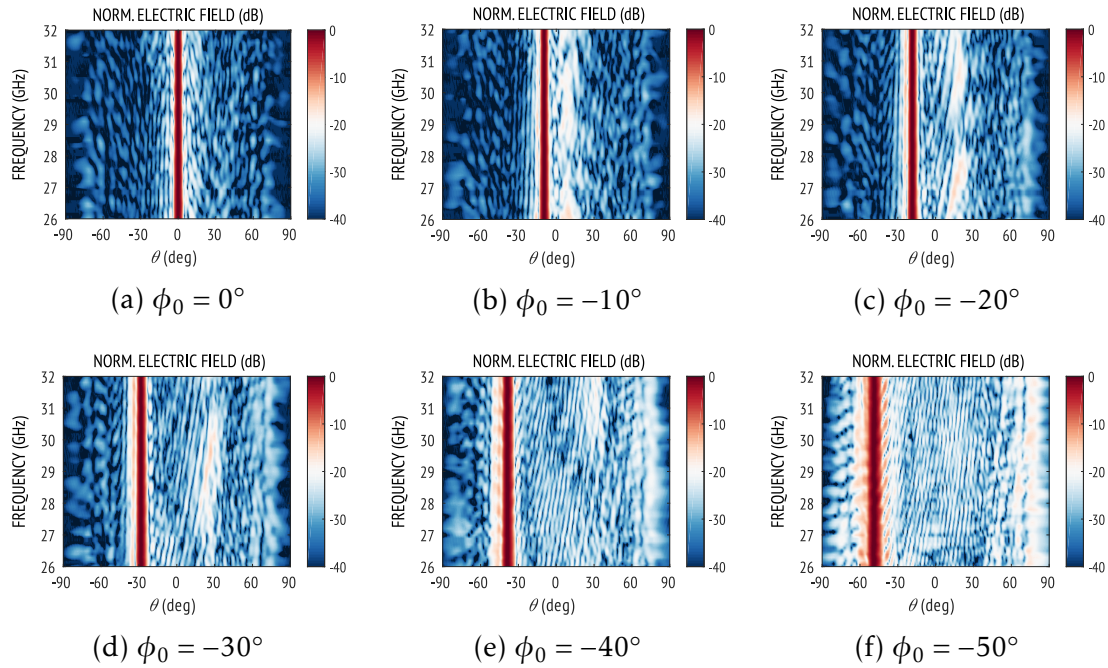 NORM. ELECTRIC FIELD (dB)
FREQUENCY (GHz)
32
31
30
29
28
27
26
-90 -60 -30 0 30 60 90
θ (deg)
0
-10
-20
-30
-40
(a) ϕ₀ = 0°
NORM. ELECTRIC FIELD (dB)
FREQUENCY (GHz)
32
31
30
29
28
27
26
-90 -60 -30 0 30 60 90
θ (deg)
0
-10
-20
-30
-40
(b) ϕ₀ = −10°
NORM. ELECTRIC FIELD (dB)
FREQUENCY (GHz)
32
31
30
29
28
27
26
-90 -60 -30 0 30 60 90
θ (deg)
0
-10
-20
-30
-40
(c) ϕ₀ = −20°
NORM. ELECTRIC FIELD (dB)
FREQUENCY (GHz)
32
31
30
29
28
27
26
-90 -60 -30 0 30 60 90
θ (deg)
0
-10
-20
-30
-40
(d) ϕ₀ = −30°
NORM. ELECTRIC FIELD (dB)
FREQUENCY (GHz)
32
31
30
29
28
27
26
-90 -60 -30 0 30 60 90
θ (deg)
0
-10
-20
-30
-40
(e) ϕ₀ = −40°
NORM. ELECTRIC FIELD (dB)
FREQUENCY (GHz)
32
31
30
29
28
27
26
-90 -60 -30 0 30 60 90
θ (deg)
0
-10
-20
-30
-40
(f) ϕ₀ = −50°